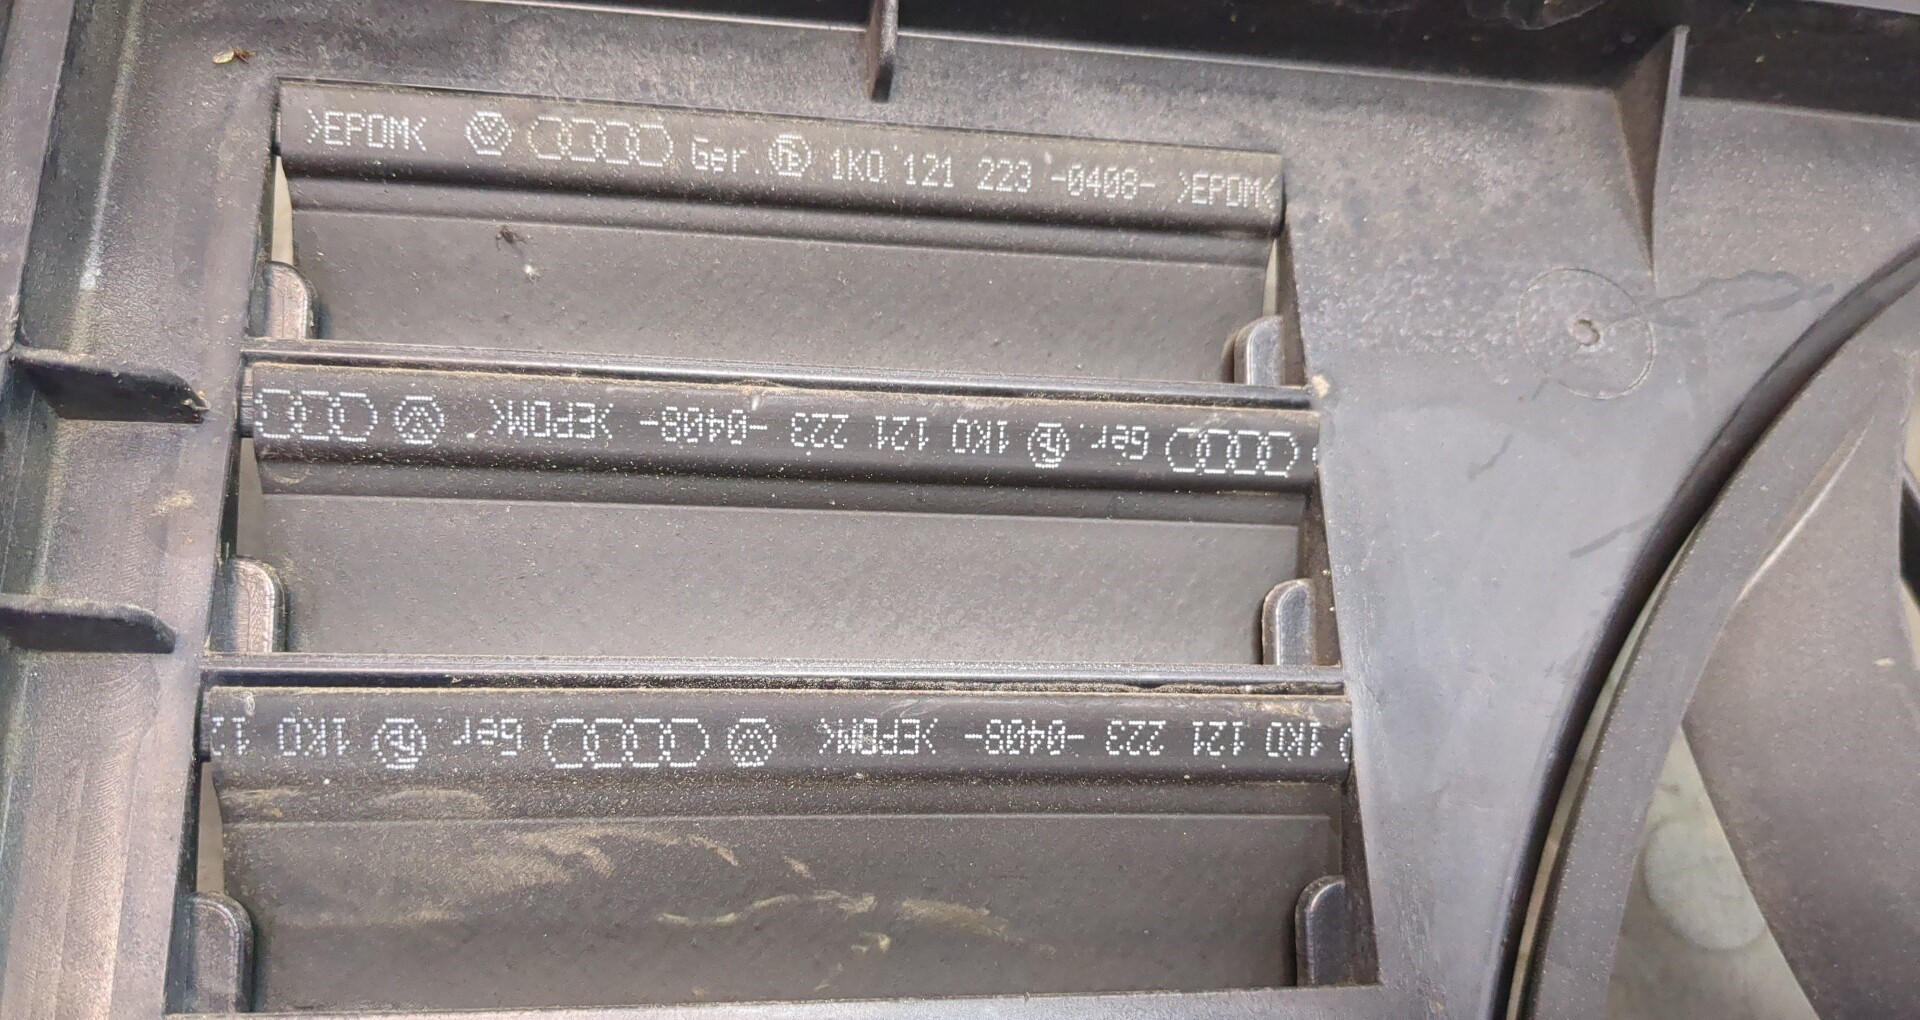 >EPDM< Ger. 1K0 121 223 -0408- >EPDM<
1K0 121 223 -0408- >EPDM< Ger.
1K0 121 223 -0408- >EPDM< Ger. 1K0 12